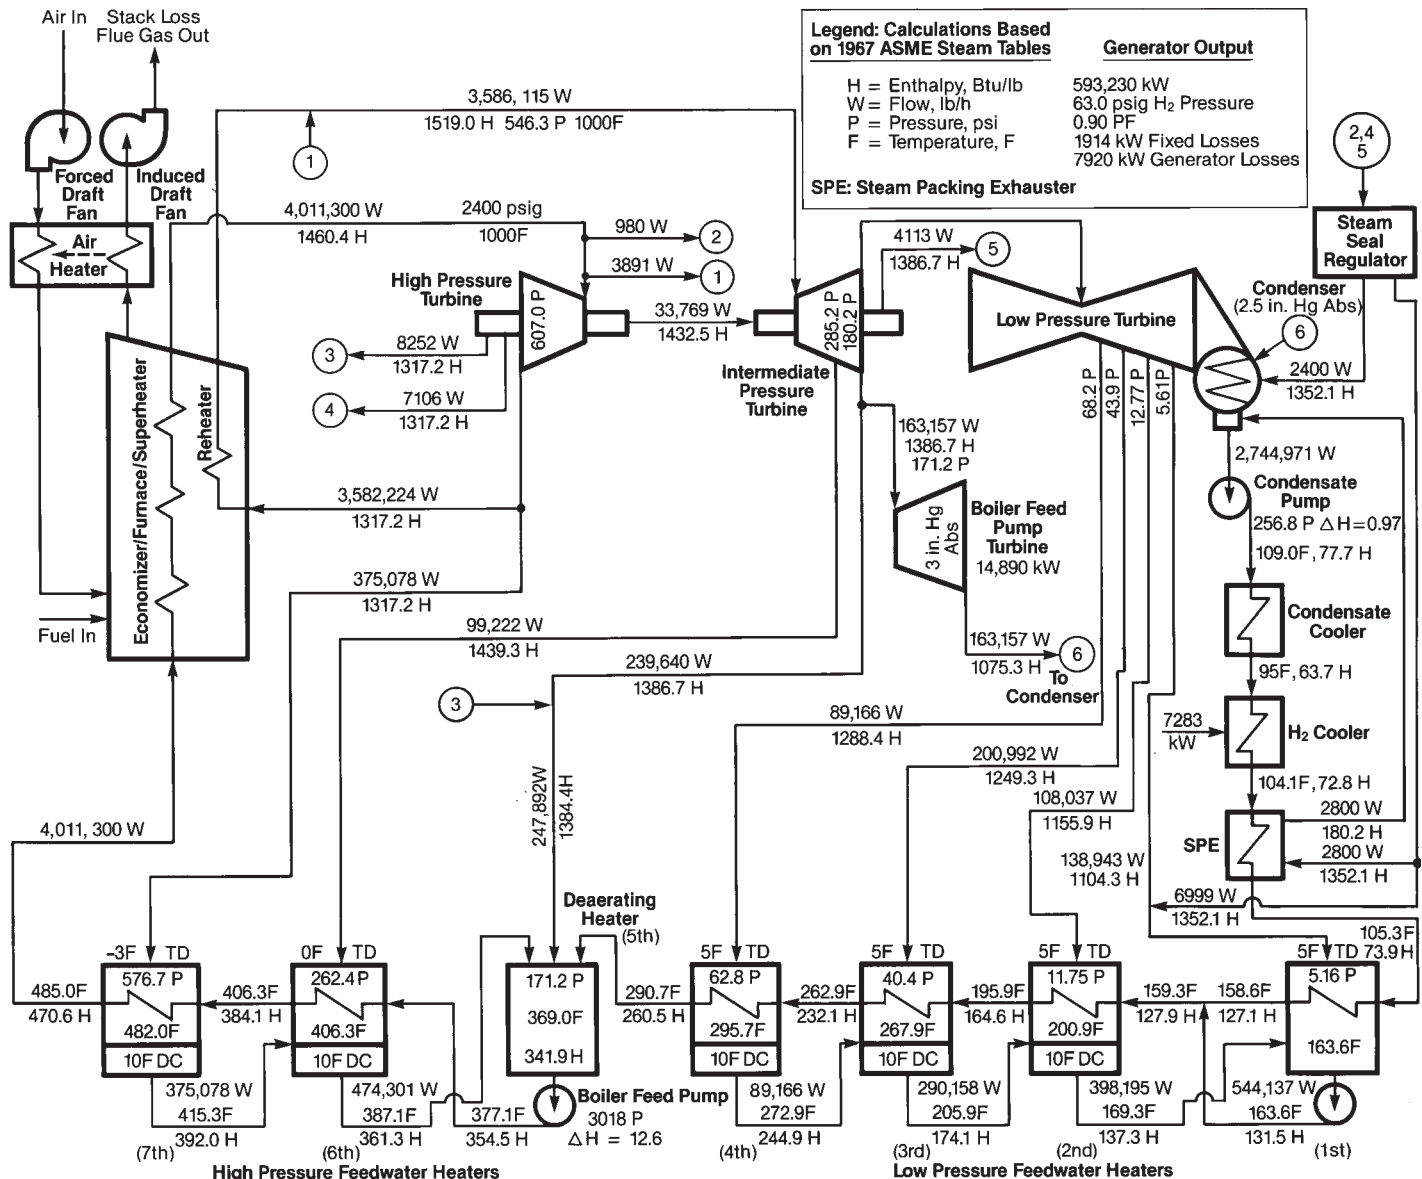 Air In
Stack Loss
Flue Gas Out
Legend: Calculations Based
on 1967 ASME Steam Tables
H = Enthalpy, Btu/lb
W = Flow, lb/h
P = Pressure, psi
F = Temperature, F
SPE: Steam Packing Exhauster
Generator Output
593,230 kW
63.0 psig H₂ Pressure
0.90 PF
1914 kW Fixed Losses
7920 kW Generator Losses
3,586, 115 W
1519.0 H 546.3 P 1000F
1
2,4
5
Forced
Draft
Fan
Induced
Draft
Fan
Air
Heater
4,011,300 W
1460.4 H
2400 psig
1000F
980 W
2
3891 W
1
4113 W
1386.7 H
5
Steam
Seal
Regulator
High Pressure
Turbine
607.0 P
33,769 W
1432.5 H
285.2 P
180.2 P
Intermediate
Pressure
Turbine
Low Pressure Turbine
Condenser
(2.5 in. Hg Abs)
6
2400 W
1352.1 H
3
8252 W
1317.2 H
4
7106 W
1317.2 H
68.2 P
43.9 P
12.77 P
5.61P
163,157 W
1386.7 H
171.2 P
2,744,971 W
Condensate
Pump
256.8 P △H=0.97
109.0F, 77.7 H
Economizer/Furnace/Superheater
Reheater
3,582,224 W
1317.2 H
3 in. Hg
Abs
Boiler Feed
Pump
Turbine
14,890 kW
375,078 W
1317.2 H
Fuel In
Condensate
Cooler
99,222 W
1439.3 H
163,157 W
1075.3 H
6
To
Condenser
95F, 63.7 H
239,640 W
1386.7 H
3
89,166 W
1288.4 H
7283
kW
H₂ Cooler
200,992 W
1249.3 H
104.1F, 72.8 H
247,892W
1384.4H
108,037 W
1155.9 H
2800 W
180.2 H
SPE
2800 W
1352.1 H
4,011, 300 W
138,943 W
1104.3 H
6999 W
1352.1 H
Deaerating
Heater
(5th)
105.3F
73.9 H
-3F TD
576.7 P
482.0F
10F DC
0F TD
262.4 P
406.3F
10F DC
171.2 P
369.0F
341.9 H
5F TD
62.8 P
295.7F
10F DC
5F TD
40.4 P
267.9F
10F DC
5F TD
11.75 P
200.9F
10F DC
5F TD
5.16 P
163.6F
485.0F
470.6 H
406.3F
384.1 H
290.7F
260.5 H
262.9F
232.1 H
195.9F
164.6 H
159.3F
127.9 H
158.6F
127.1 H
375,078 W
415.3F
392.0 H
474,301 W
387.1F
361.3 H
377.1F
354.5 H
Boiler Feed Pump
3018 P
△H = 12.6
89,166 W
272.9F
244.9 H
290,158 W
205.9F
174.1 H
398,195 W
169.3F
137.3 H
544,137 W
163.6F
131.5 H
(7th)
(6th)
(4th)
(3rd)
(2nd)
(1st)
High Pressure Feedwater Heaters
Low Pressure Feedwater Heaters